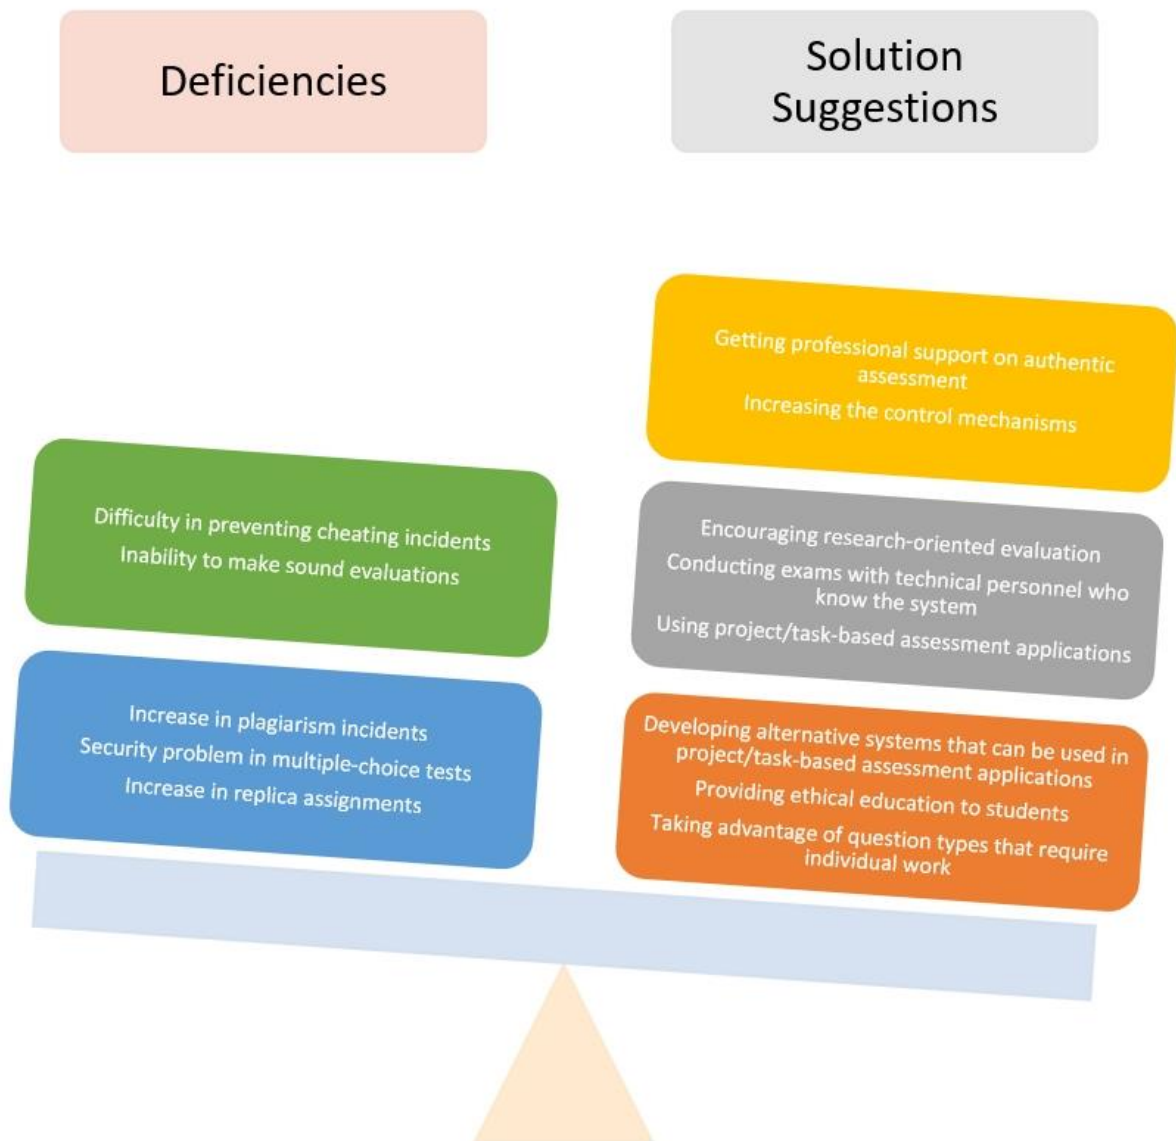 Deficiencies
Solution
Suggestions
Difficulty in preventing cheating incidents
Inability to make sound evaluations
Increase in plagiarism incidents
Security problem in multiple-choice tests
Increase in replica assignments
Getting professional support on authentic
assessment
Increasing the control mechanisms
Encouraging research-oriented evaluation
Conducting exams with technical personnel who
know the system
Using project/task-based assessment applications
Developing alternative systems that can be used in
project/task-based assessment applications
Providing ethical education to students
Taking advantage of question types that require
individual work